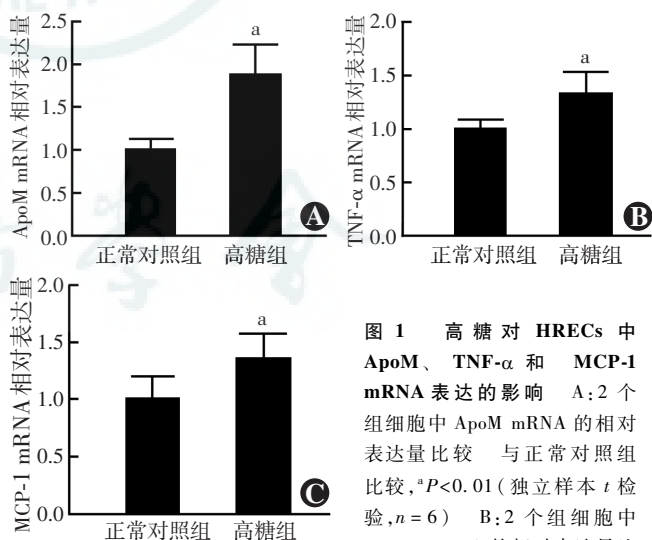 ApoM mRNA 相对表达量
2.5
2.0
1.5
1.0
0.5
0.0
a
正常对照组 高糖组
A
TNF-α mRNA 相对表达量
2.0
1.5
1.0
0.5
0.0
a
正常对照组 高糖组
B
MCP-1 mRNA 相对表达量
2.0
1.5
1.0
0.5
0.0
a
正常对照组 高糖组
C
图 1 高糖对 HRECs 中
ApoM、TNF-α 和 MCP-1
mRNA 表达的影响 A:2 个
组细胞中 ApoM mRNA 的相对
表达量比较 与正常对照组
比较,ᵃP<0.01(独立样本 t 检
验,n=6) B:2 个组细胞中